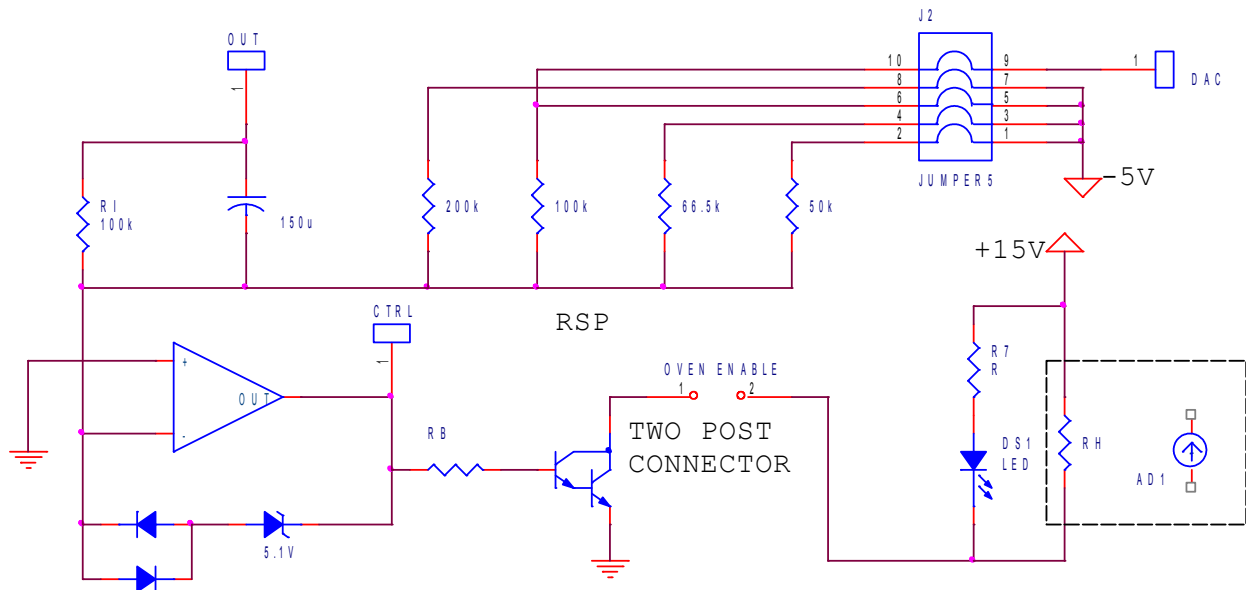 J2
OUT
1
10 9
8 7
6 5
4 3
2 1
1
DAC
JUMPER5
-5V
RI
100k
150u
200k
100k
66.5k
50k
+15V
CTRL
1
RSP
+
-
OUT
R7
R
OVEN ENABLE
1 2
TWO POST
CONNECTOR
RB
DS1
LED
RH
AD1
5.1V